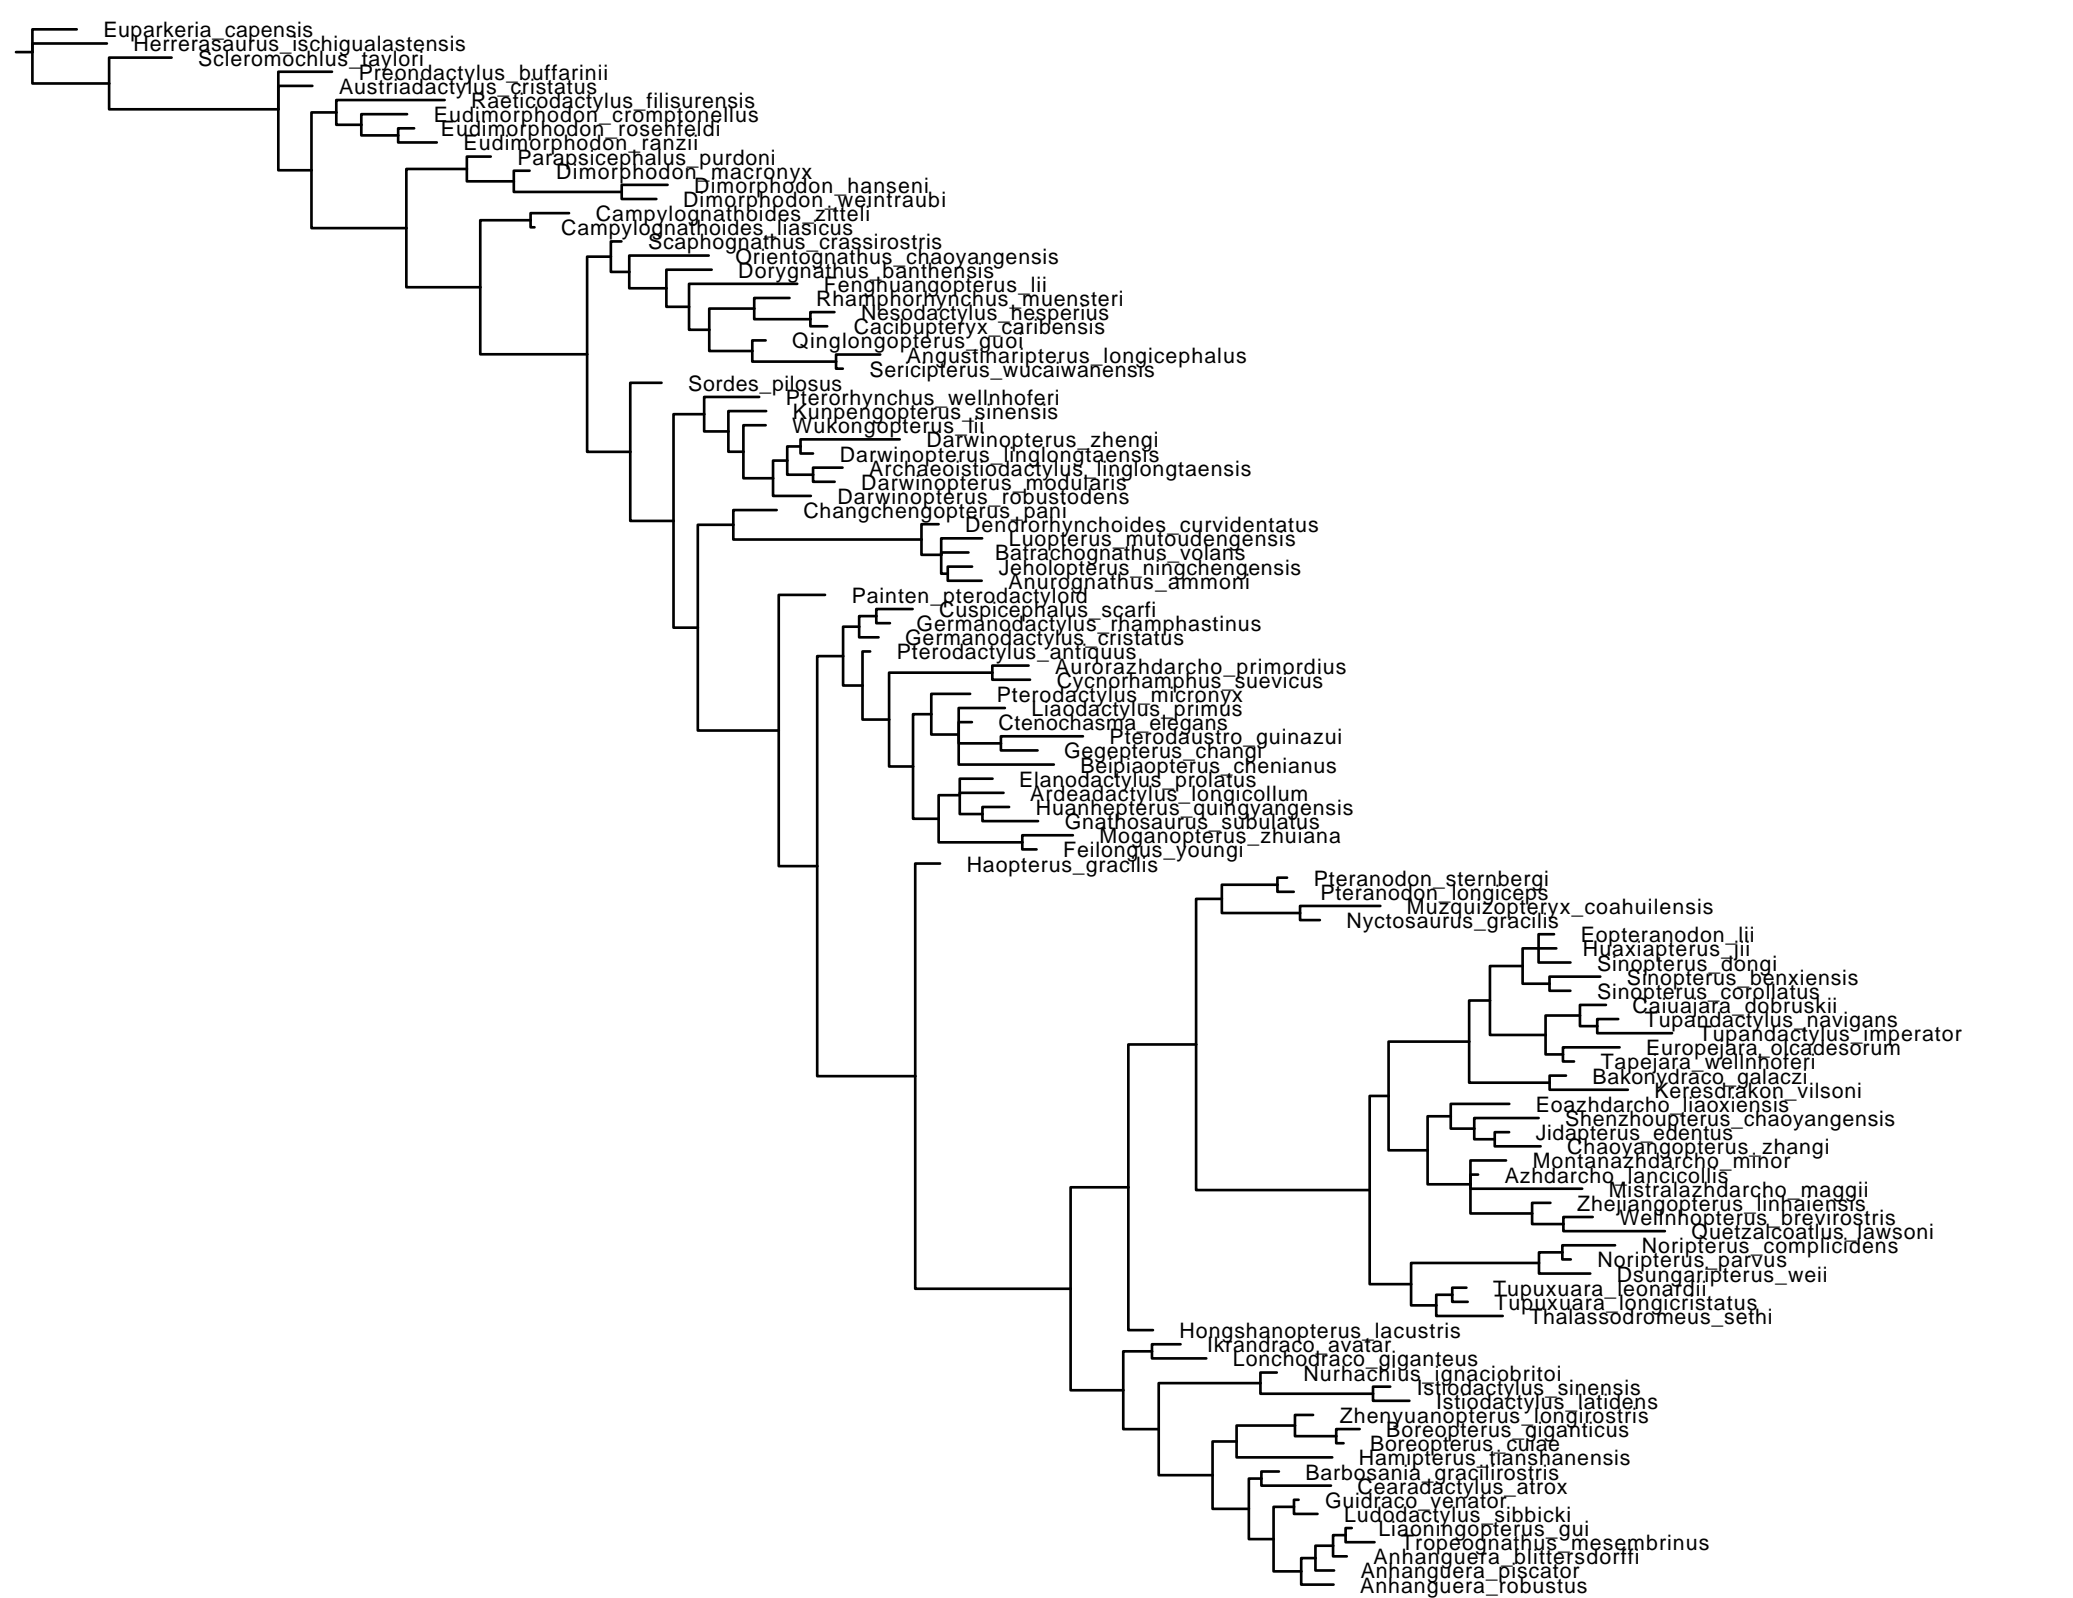 Euparkeria_capensis
Herrerasaurus_ischigualastensis
Scleromochlus_taylori
Preondactylus_buffarinii
Austriadactylus_cristatus
Raeticodactylus_filisurensis
Eudimorphodon_cromptonellus
Eudimorphodon_rosenfeldi
Eudimorphodon_ranzii
Parapsicephalus_purdoni
Dimorphodon_macronyx
Dimorphodon_hanseni
Dimorphodon_weintraubi
Campylognathoides_zitteli
Campylognathoides_liasicus
Scaphognathus_crassirostris
Orientognathus_chaoyangensis
Dorygnathus_banthensis
Fenghuangopterus_lii
Rhamphorhynchus_muensteri
Nesodactylus_hesperius
Cacibupteryx_caribensis
Qinglongopterus_guoi
Angustinaripterus_longicephalus
Sericipterus_wucaiwanensis
Sordes_pilosus
Pterorhynchus_wellnhoferi
Kunpengopterus_sinensis
Wukongopterus_lii
Darwinopterus_zhengi
Darwinopterus_linglongtaensis
Archaeoistiodactylus_linglongtaensis
Darwinopterus_modularis
Darwinopterus_robustodens
Changchengopterus_pani
Dendrorhynchoides_curvidentatus
Luopterus_mutoudengensis
Batrachognathus_volans
Jeholopterus_ningchengensis
Anurognathus_ammoni
Painten_pterodactyloid
Cuspicephalus_scarfi
Germanodactylus_rhamphastinus
Germanodactylus_cristatus
Pterodactylus_antiquus
Aurorazhdarcho_primordius
Cycnorhamphus_suevicus
Pterodactylus_micronyx
Liaodactylus_primus
Ctenochasma_elegans
Pterodaustro_guinazui
Gegepterus_changi
Beipiaopterus_chenianus
Elanodactylus_prolatus
Ardeadactylus_longicollum
Huanhepterus_quingyangensis
Gnathosaurus_subulatus
Moganopterus_zhuiana
Feilongus_youngi
Haopterus_gracilis
Pteranodon_sternbergi
Pteranodon_longiceps
Muzquizopteryx_coahuilensis
Nyctosaurus_gracilis
Eopteranodon_lii
Huaxiapterus_jii
Sinopterus_dongi
Sinopterus_benxiensis
Sinopterus_corollatus
Caiuajara_dobruskii
Tupandactylus_navigans
Tupandactylus_imperator
Europejara_olcadesorum
Tapejara_wellnhoferi
Bakonydraco_galaczi
Keresdrakon_vilsoni
Eoazhdarcho_liaoxiensis
Shenzhoupterus_chaoyangensis
Jidapterus_edentus
Chaoyangopterus_zhangi
Montanazhdarcho_minor
Azhdarcho_lancicollis
Mistralazhdarcho_maggii
Zhejiangopterus_linhaiensis
Wellnhopterus_brevirostris
Quetzalcoatlus_lawsoni
Noripterus_complicidens
Noripterus_parvus
Dsungaripterus_weii
Tupuxuara_leonardii
Tupuxuara_longicristatus
Thalassodromeus_sethi
Hongshanopterus_lacustris
Ikrandraco_avatar
Lonchodraco_giganteus
Nurhachius_ignaciobritoi
Istiodactylus_sinensis
Istiodactylus_latidens
Zhenyuanopterus_longirostris
Boreopterus_giganticus
Boreopterus_cuiae
Hamipterus_tianshanensis
Barbosania_gracilirostris
Cearadactylus_atrox
Guidraco_venator
Ludodactylus_sibbicki
Liaoningopterus_gui
Tropeognathus_mesembrinus
Anhanguera_blittersdorffi
Anhanguera_piscator
Anhanguera_robustus